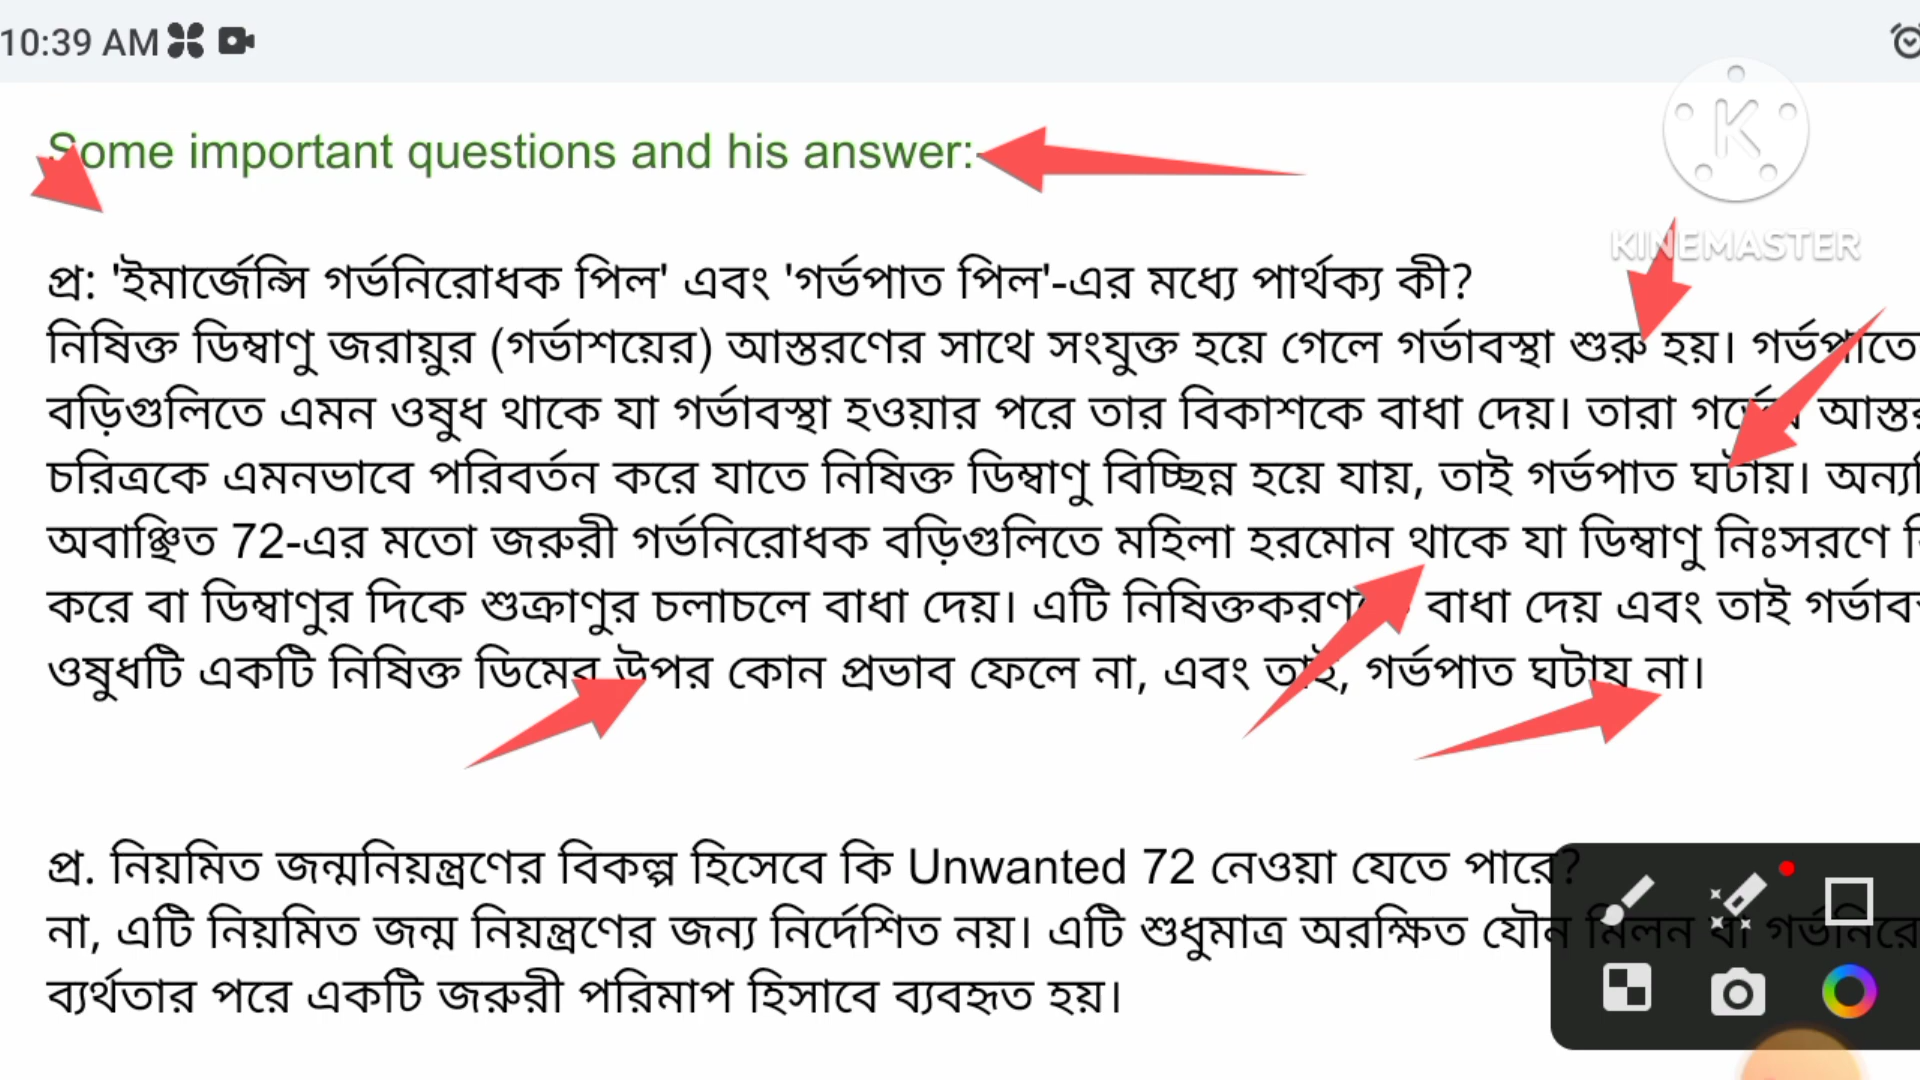 10:39 AM
Some important questions and his answer:-
KINEMASTER
প্র: 'ইমার্জেন্সি গর্ভনিরোধক পিল' এবং 'গর্ভপাত পিল'-এর মধ্যে পার্থক্য কী?
নিষিক্ত ডিম্বাণু জরায়ুর (গর্ভাশয়ের) আস্তরণের সাথে সংযুক্ত হয়ে গেলে গর্ভাবস্থা শুরু হয়। গর্ভপাতে
বড়িগুলিতে এমন ওষুধ থাকে যা গর্ভাবস্থা হওয়ার পরে তার বিকাশকে বাধা দেয়। তারা
চরিত্রকে এমনভাবে পরিবর্তন করে যাতে নিষিক্ত ডিম্বাণু বিচ্ছিন্ন হয়ে যায়, তাই গর্ভপাত ঘটায়।
অবাঞ্ছিত 72-এর মতো জরুরী গর্ভনিরোধক বড়িগুলিতে মহিলা হরমোন থাকে যা ডিম্বাণু নিঃসরণে
করে বা ডিম্বাণুর দিকে শুক্রাণুর চলাচলে বাধা দেয়। এটি বাধা দেয় এবং তাই
ওষুধটি একটি নিষিক্ত ডিমের উপর কোন প্রভাব ফেলে না, এবং তাই, গর্ভপাত ঘটায় না।
প্র. নিয়মিত জন্মনিয়ন্ত্রণের বিকল্প হিসেবে কি Unwanted 72 নেওয়া যেতে পারে?
না, এটি নিয়মিত জন্ম নিয়ন্ত্রণের জন্য নির্দেশিত নয়। এটি শুধুমাত্র অরক্ষিত যৌন মিলন বা
ব্যর্থতার পরে একটি জরুরী পরিমাপ হিসাবে ব্যবহৃত হয়।